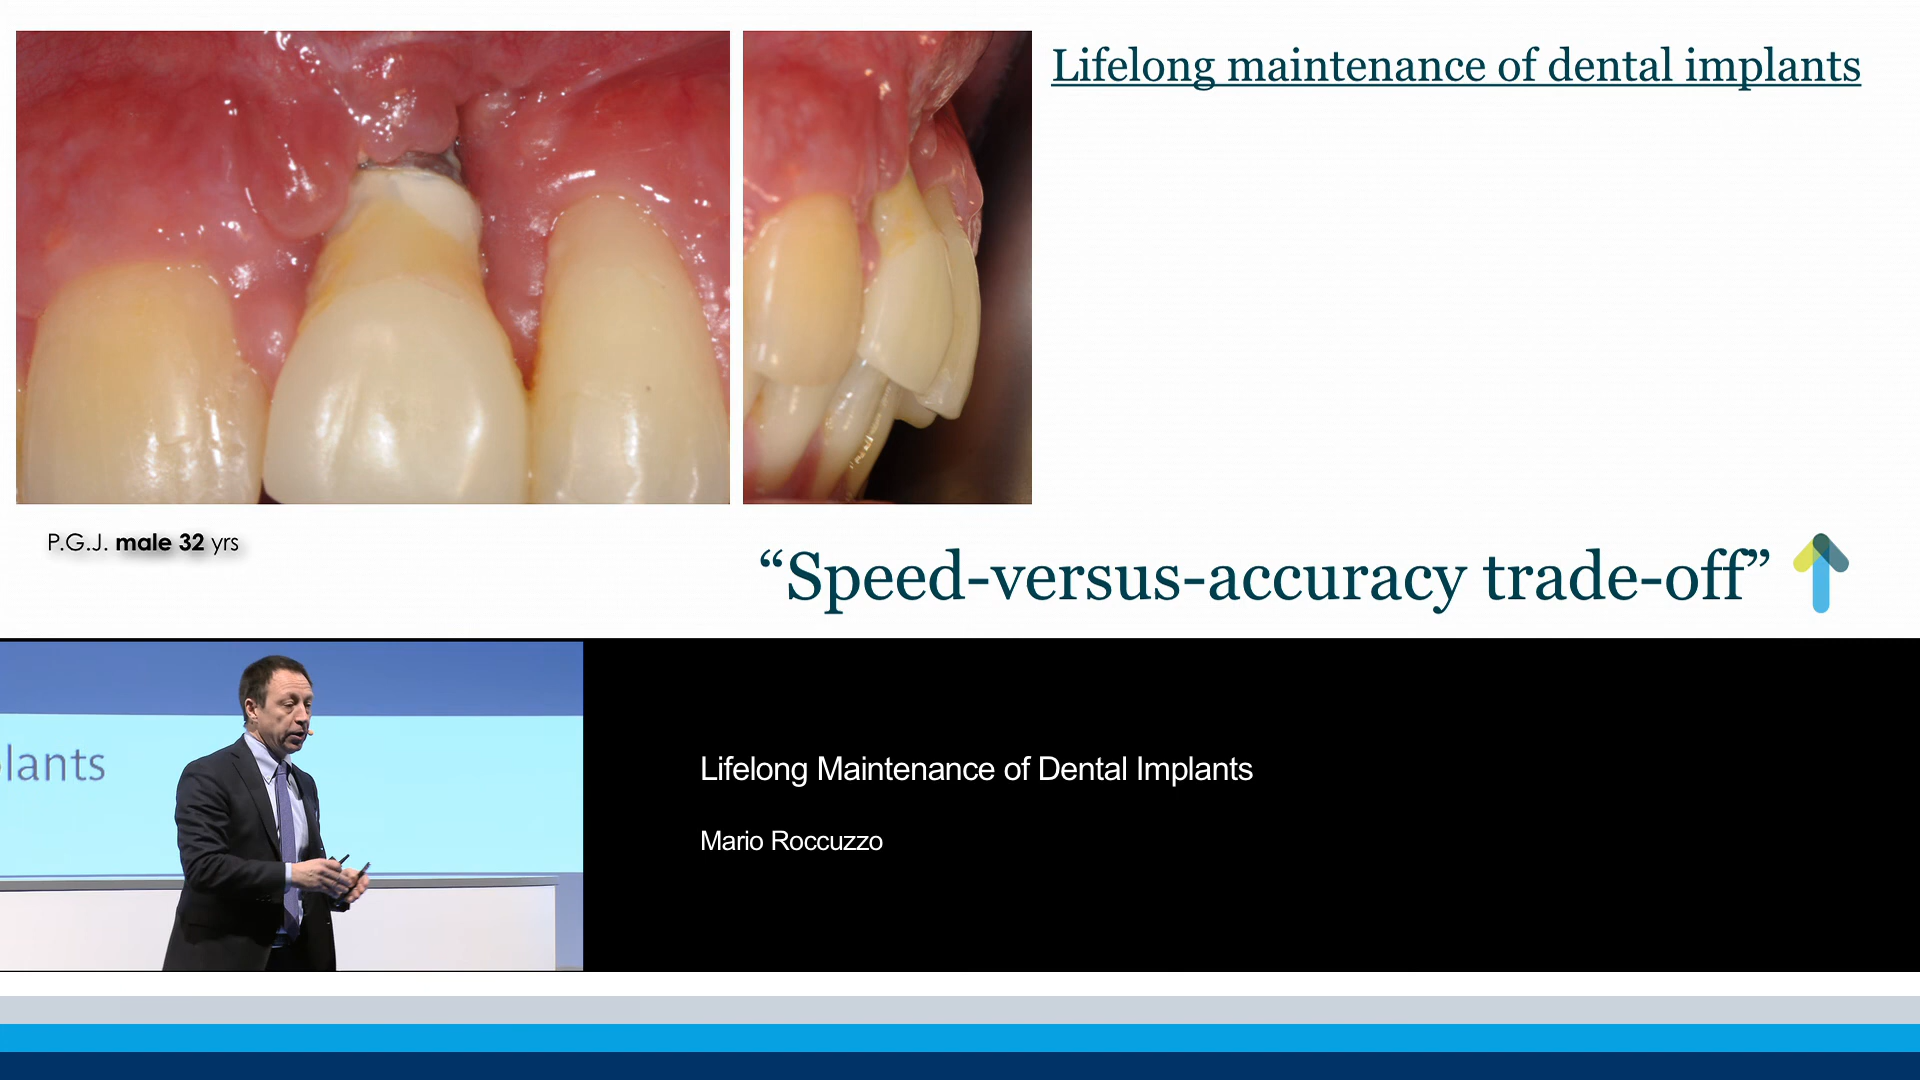 Lifelong maintenance of dental implants
P.G.J. male 32 yrs
“Speed-versus-accuracy trade-off”
lants
Lifelong Maintenance of Dental Implants
Mario Roccuzzo